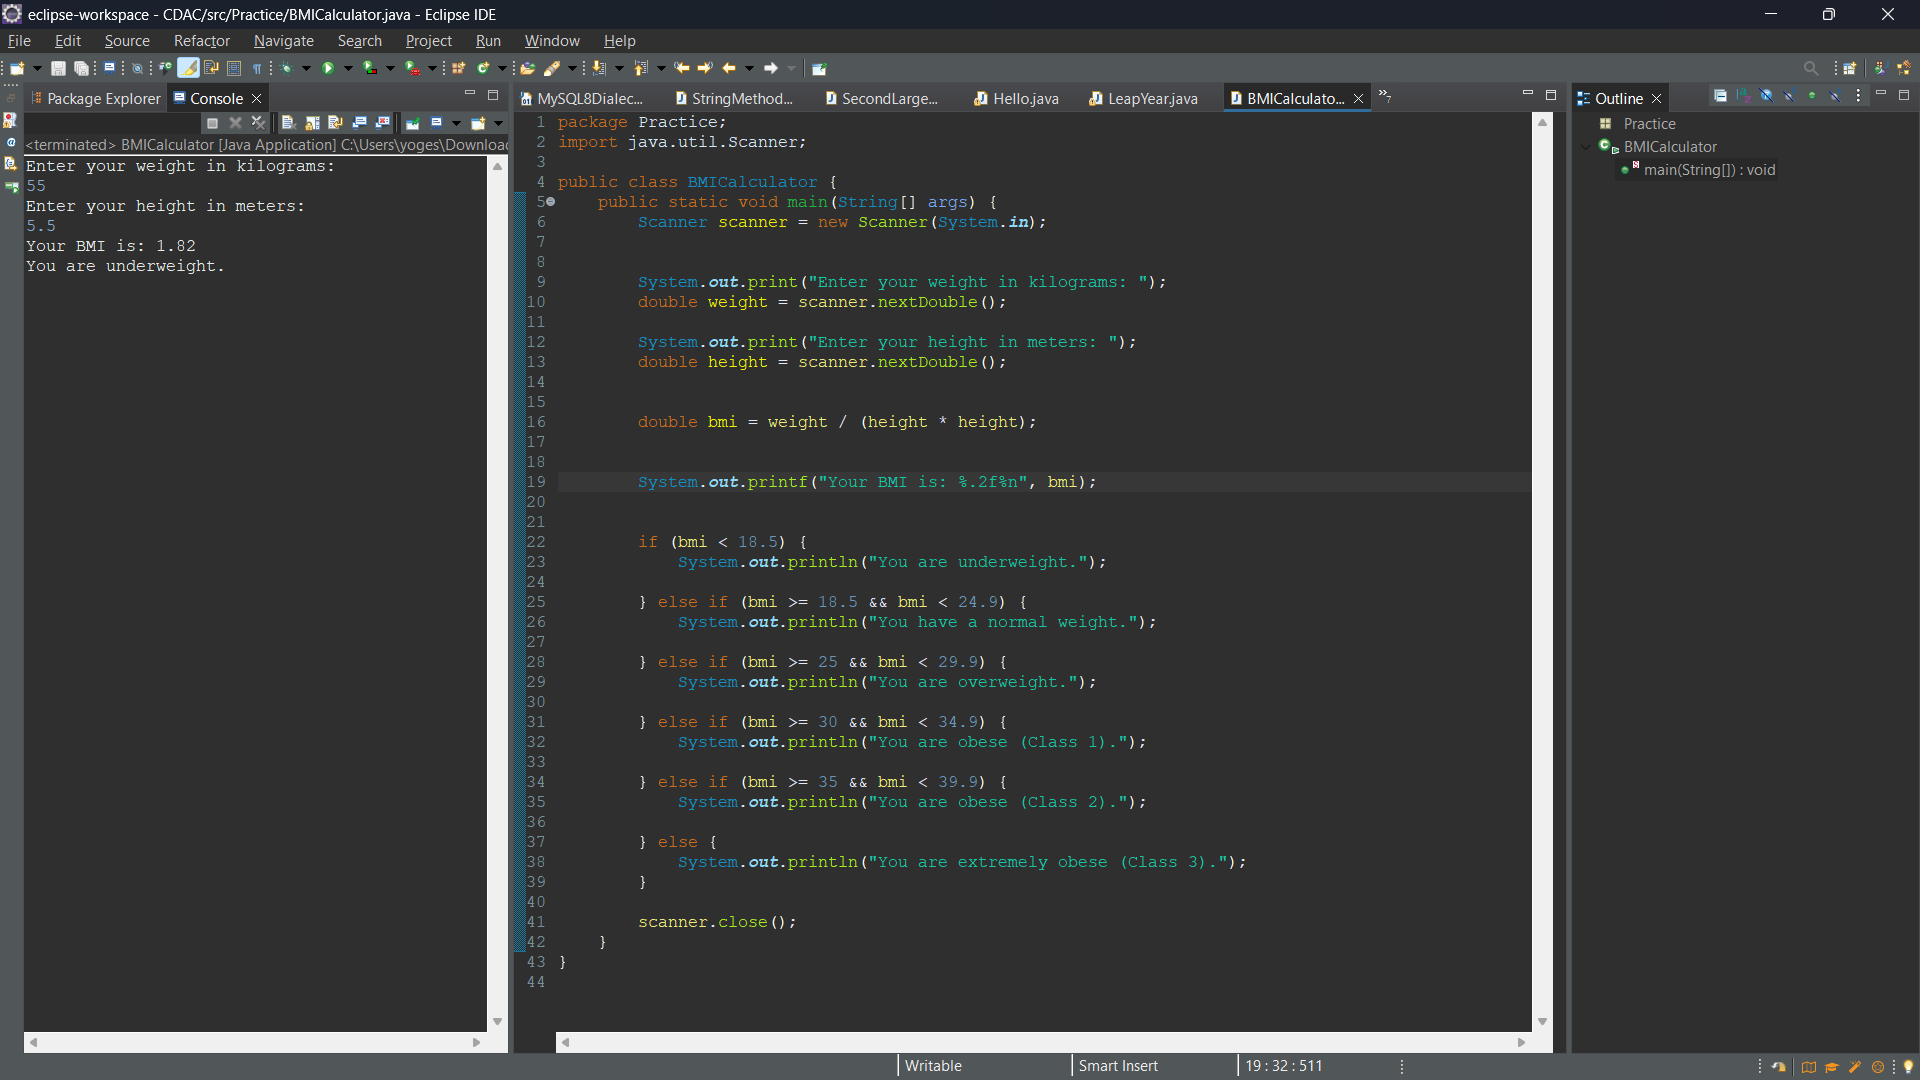 eclipse-workspace - CDAC/src/Practice/BMICalculator.java - Eclipse IDE
File Edit Source Refactor Navigate Search Project Run Window Help
Package Explorer Console
<terminated> BMICalculator [Java Application] C:\Users\yoges\Downloa
Enter your weight in kilograms:
55
Enter your height in meters:
5.5
Your BMI is: 1.82
You are underweight.
MySQL8Dialec... StringMethod... SecondLarge... Hello.java LeapYear.java BMICalculato... »7
1 package Practice;
2 import java.util.Scanner;
3
4 public class BMICalculator {
5 public static void main(String[] args) {
6 Scanner scanner = new Scanner(System.in);
7
8
9 System.out.print("Enter your weight in kilograms: ");
10 double weight = scanner.nextDouble();
11
12 System.out.print("Enter your height in meters: ");
13 double height = scanner.nextDouble();
14
15
16 double bmi = weight / (height * height);
17
18
19 System.out.printf("Your BMI is: %.2f%n", bmi);
20
21
22 if (bmi < 18.5) {
23 System.out.println("You are underweight.");
24
25 } else if (bmi >= 18.5 && bmi < 24.9) {
26 System.out.println("You have a normal weight.");
27
28 } else if (bmi >= 25 && bmi < 29.9) {
29 System.out.println("You are overweight.");
30
31 } else if (bmi >= 30 && bmi < 34.9) {
32 System.out.println("You are obese (Class 1).");
33
34 } else if (bmi >= 35 && bmi < 39.9) {
35 System.out.println("You are obese (Class 2).");
36
37 } else {
38 System.out.println("You are extremely obese (Class 3).");
39 }
40
41 scanner.close();
42 }
43 }
44
Outline
Practice
BMICalculator
main(String[]) : void
Writable Smart Insert 19 : 32 : 511